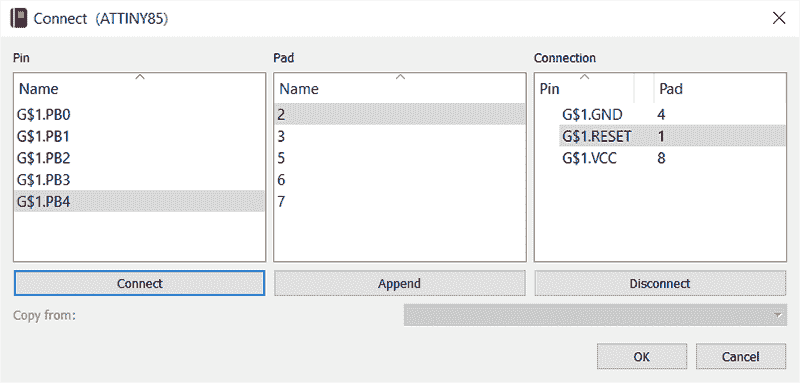 Connect (ATTINY85)
Pin Pad Connection
Name Name Pin Pad
G$1.PB0 2 G$1.GND 4
G$1.PB1 3 G$1.RESET 1
G$1.PB2 5 G$1.VCC 8
G$1.PB3 6
G$1.PB4 7
Connect Append Disconnect
Copy from:
OK Cancel